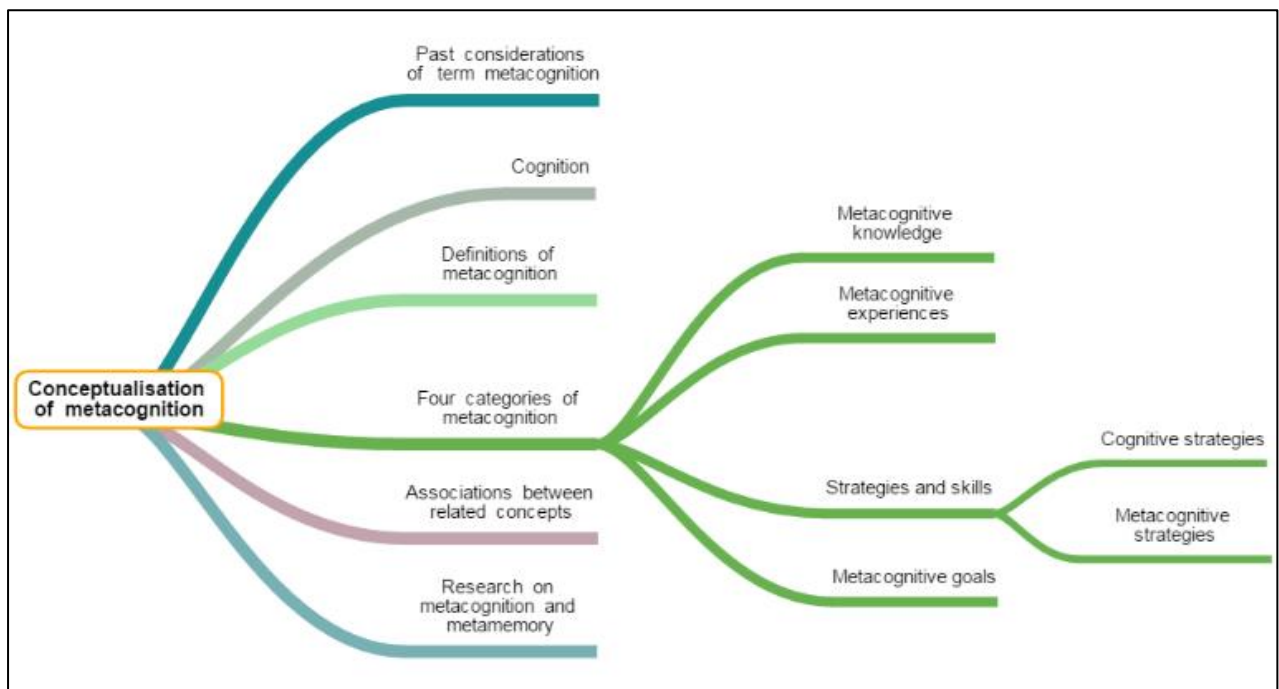 Past considerations
of term metacognition
Cognition
Definitions of
metacognition
Conceptualisation
of metacognition
Four categories of
metacognition
Metacognitive
knowledge
Metacognitive
experiences
Strategies and skills
Cognitive strategies
Metacognitive
strategies
Metacognitive goals
Associations between
related concepts
Research on
metacognition and
metamemory